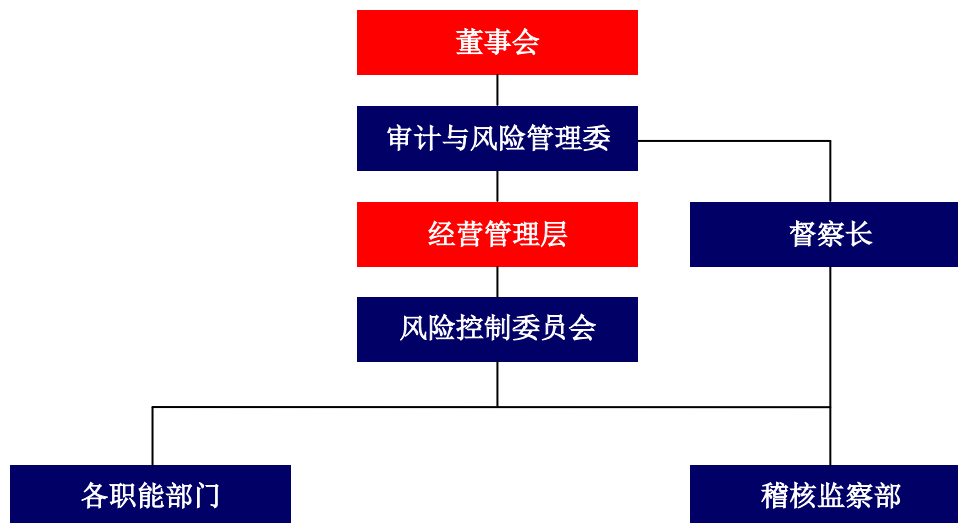 董事会
审计与风险管理委
经营管理层
督察长
风险控制委员会
各职能部门
稽核监察部